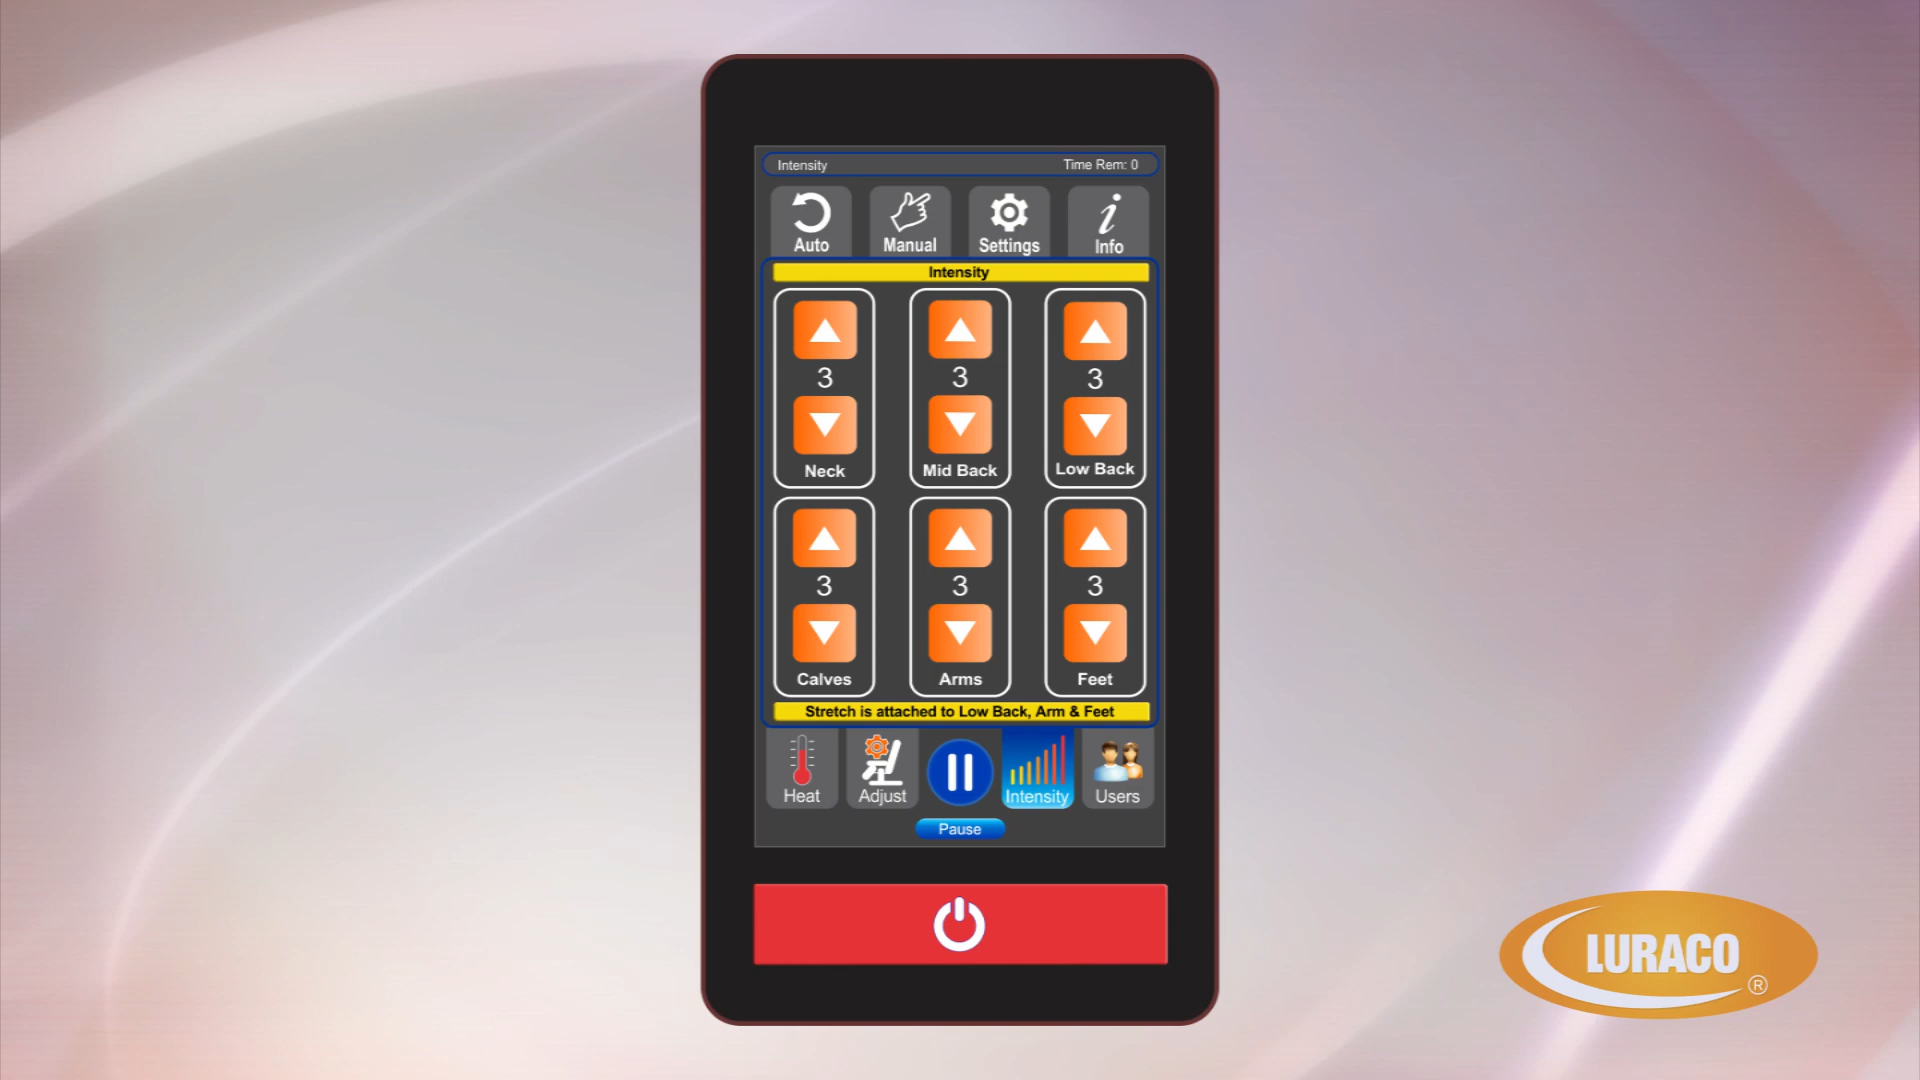 Intensity Time Rem: 0
Auto Manual Settings Info
Intensity
3 3 3
Neck Mid Back Low Back
3 3 3
Calves Arms Feet
Stretch is attached to Low Back, Arm & Feet
Heat Adjust Intensity Users
Pause
LURACO
®